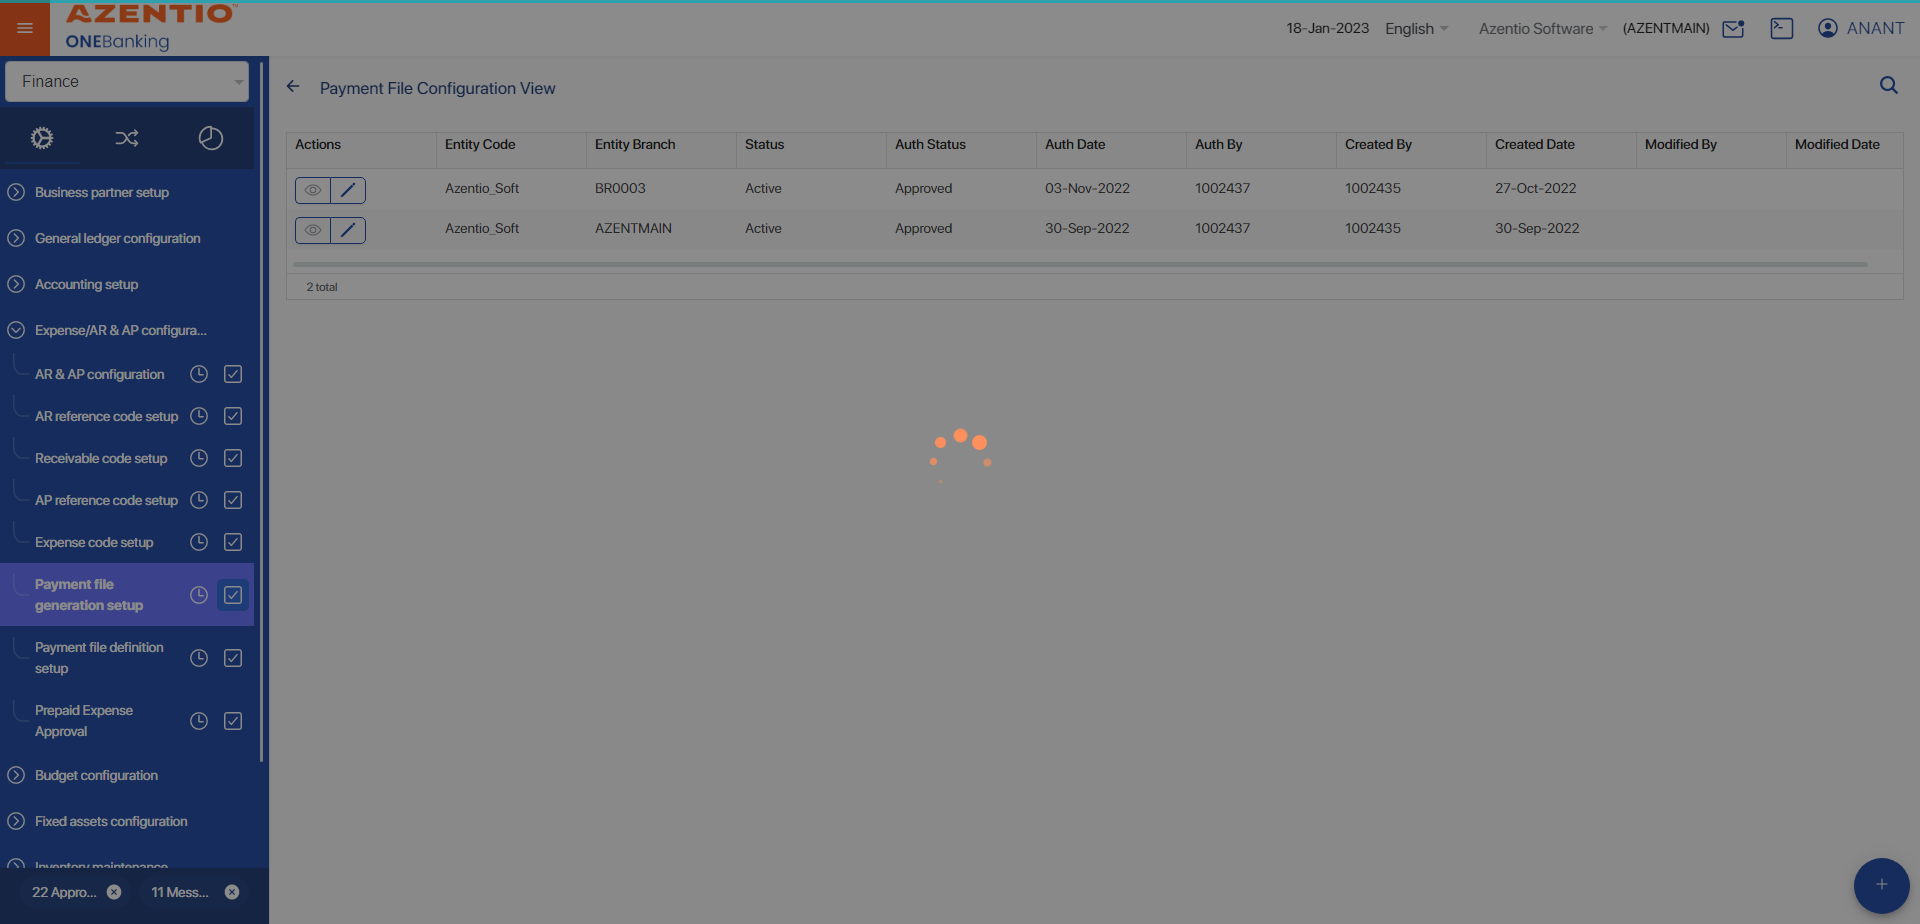 AZENTIO™
ONEBanking
18-Jan-2023 English Azentio Software (AZENTMAIN) ANANT
Finance
Business partner setup
General ledger configuration
Accounting setup
Expense/AR & AP configura...
AR & AP configuration
AR reference code setup
Receivable code setup
AP reference code setup
Expense code setup
Payment file
generation setup
Payment file definition
setup
Prepaid Expense
Approval
Budget configuration
Fixed assets configuration
Inventory maintenance
22 Appro... 11 Mess...
Payment File Configuration View
Actions Entity Code Entity Branch Status Auth Status Auth Date Auth By Created By Created Date Modified By Modified Date
Azentio_Soft BR0003 Active Approved 03-Nov-2022 1002437 1002435 27-Oct-2022
Azentio_Soft AZENTMAIN Active Approved 30-Sep-2022 1002437 1002435 30-Sep-2022
2 total